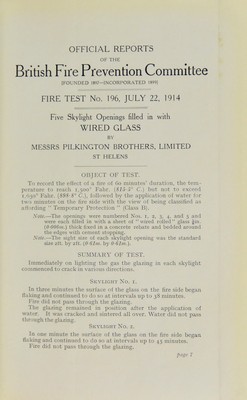 OFFICIAL REPORTS
OF THE
British Fire Prevention Committee
(FOUNDED 1897—INCORPORATED 1899)
FIRE TEST No. 196, JULY 22, 1914
Five Skylight Openings filled in with
WIRED GLASS
BY
MESSRS PILKINGTON BROTHERS, LIMITED
ST HELENS
OBJECT OF TEST.
To record the effect of a fire of 60 minutes' duration, the tem-
perature to reach 1,500° Fahr. (815·5° C.) but not to exceed
1,650° Fahr. (898·8° C.), followed by the application of water for
two minutes on the fire side with the view of being classified as
affording "Temporary Protection" (Class B).
Note.—The openings were numbered Nos. 1, 2, 3, 4, and 5 and
were each filled in with a sheet of "wired rolled" glass ¼in.
(0·006m.) thick fixed in a concrete rebate and bedded around
the edges with cement stopping.
Note.—The sight size of each skylight opening was the standard
size 2ft. by 2ft. (0·61m. by 0·61m.).
SUMMARY OF TEST.
Immediately on lighting the gas the glazing in each skylight
commenced to crack in various directions.
SKYLIGHT No. 1.
In three minutes the surface of the glass on the fire side began
flaking and continued to do so at intervals up to 38 minutes.
Fire did not pass through the glazing.
The glazing remained in position after the application of
water. It was cracked and sintered all over. Water did not pass
through the glazing.
SKYLIGHT No. 2.
In one minute the surface of the glass on the fire side began
flaking and continued to do so at intervals up to 45 minutes.
Fire did not pass through the glazing.
page 7